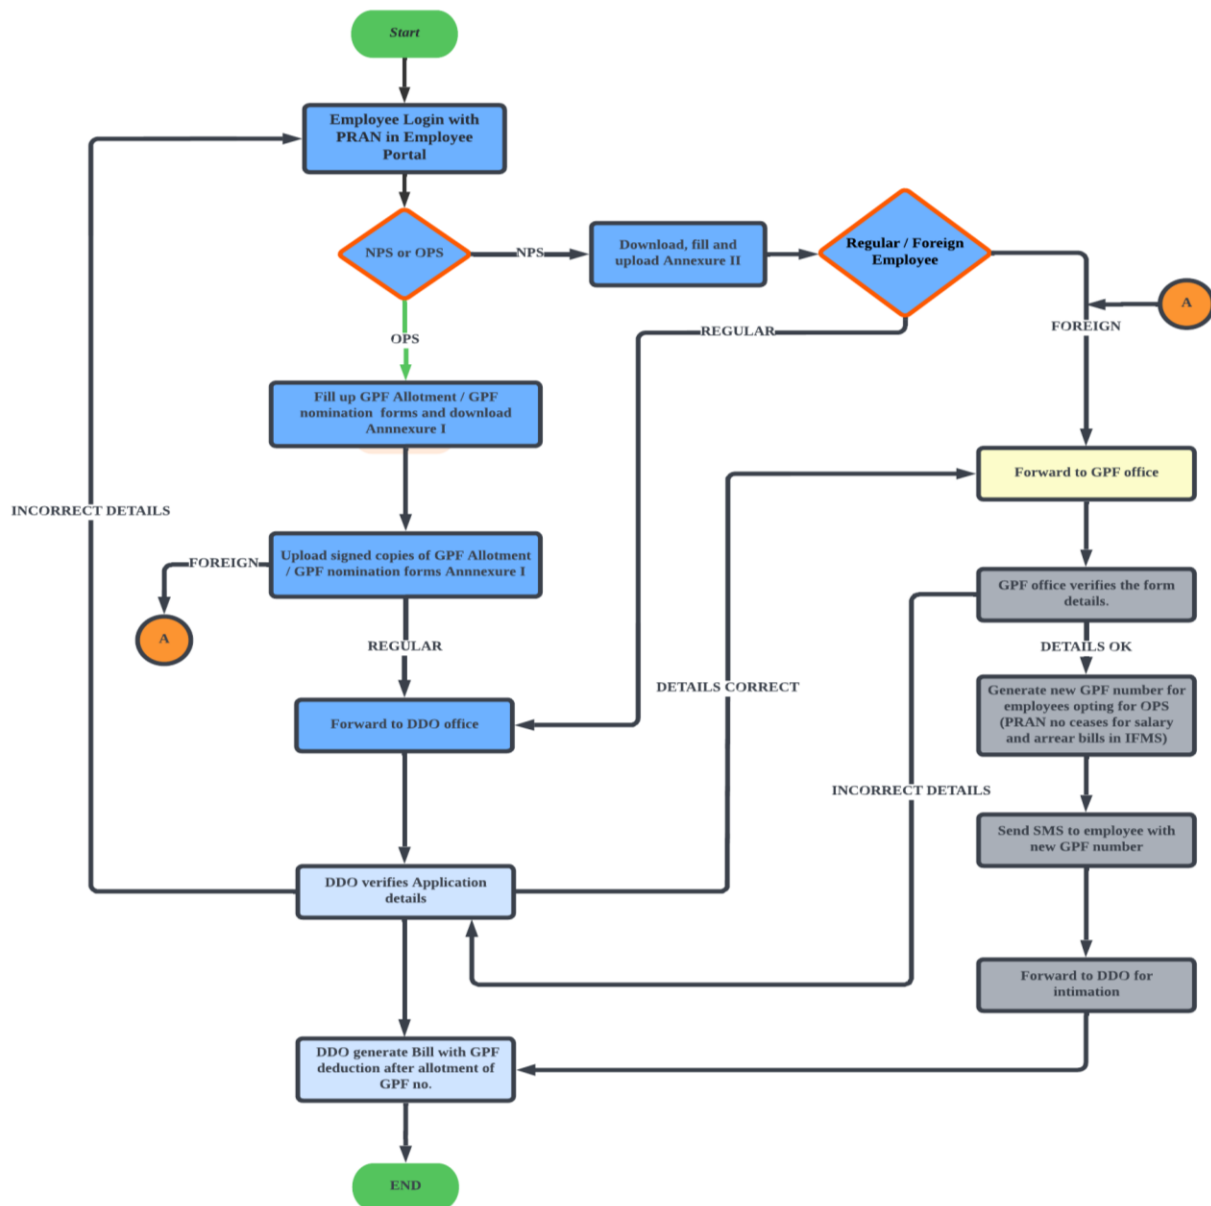 Start
Employee Login with
PRAN in Employee
Portal
NPS or OPS
NPS
Download, fill and
upload Annexure II
Regular / Foreign
Employee
A
FOREIGN
REGULAR
OPS
Fill up GPF Allotment / GPF
nomination forms and download
Annnexure I
Forward to GPF office
INCORRECT DETAILS
Upload signed copies of GPF Allotment
/ GPF nomination forms Annnexure I
FOREIGN
A
GPF office verifies the form
details.
REGULAR
DETAILS OK
DETAILS CORRECT
Generate new GPF number for
employees opting for OPS
(PRAN no ceases for salary
and arrear bills in IFMS)
Forward to DDO office
INCORRECT DETAILS
Send SMS to employee with
new GPF number
DDO verifies Application
details
Forward to DDO for
intimation
DDO generate Bill with GPF
deduction after allotment of
GPF no.
END